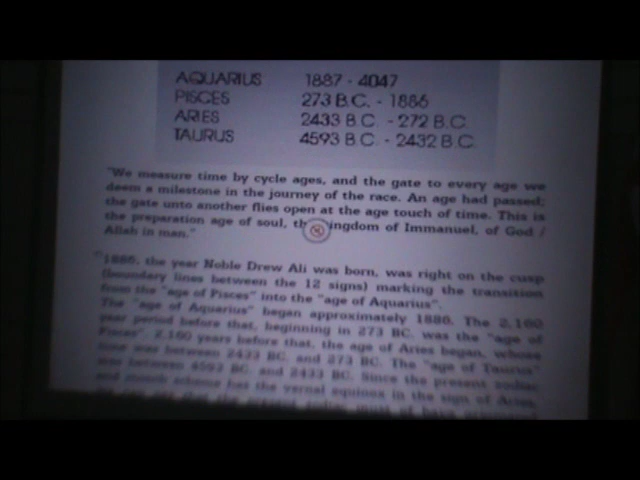 AQUARIUS 1887 - 4047
PISCES 273 B.C. - 1886
ARIES 2433 B.C. - 272 B.C.
TAURUS 4593 B.C. - 2432 B.C.
"We measure time by cycle ages, and the gate to every age we
deem a milestone in the journey of the race. An age had passed;
the gate unto another flies open at the age touch of time. This is
the preparation age of soul, the kingdom of Immanuel, of God /
Allah in man."
"1886, the year Noble Drew Ali was born, was right on the cusp
(boundary lines between the 12 signs) marking the transition
from the "age of Pisces" into the "age of Aquarius".
The "age of Aquarius" began approximately 1886. The 2,160
year period before that, beginning in 273 BC. was the "age of
Pisces". 2,160 years before that, the age of Aries began, whose
time was between 2433 BC. and 273 BC. The "age of Taurus"
was between 4593 BC. and 2433 BC. Since the present zodiac
and month scheme has the vernal equinox in the sign of Aries,